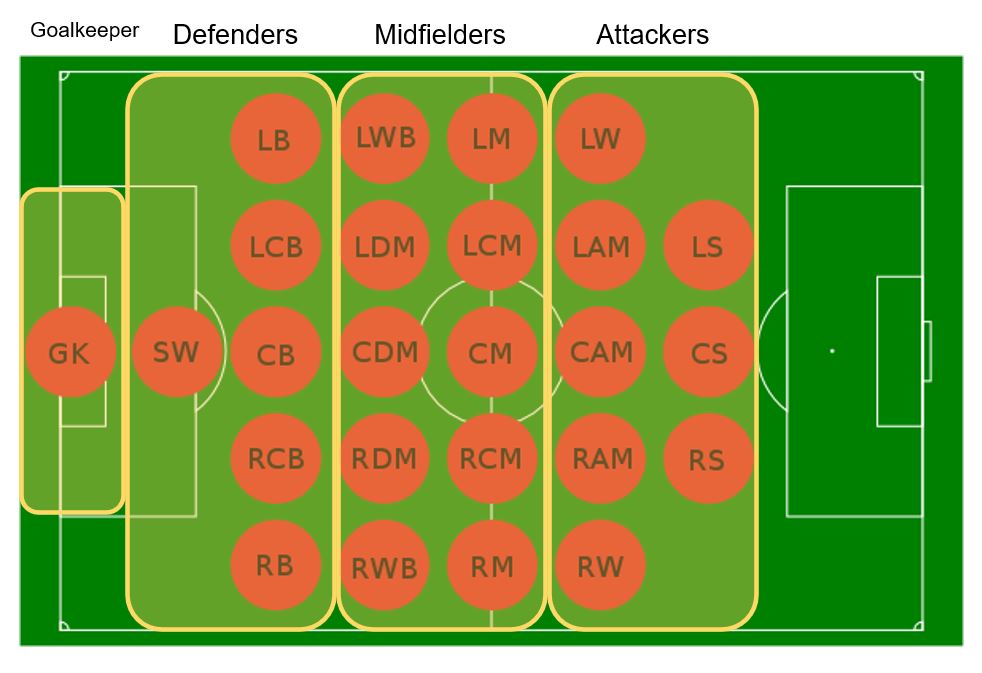 Goalkeeper Defenders Midfielders Attackers
LB LWB LM LW
LCB LDM LCM LAM LS
GK SW CB CDM CM CAM CS
RCB RDM RCM RAM RS
RB RWB RM RW